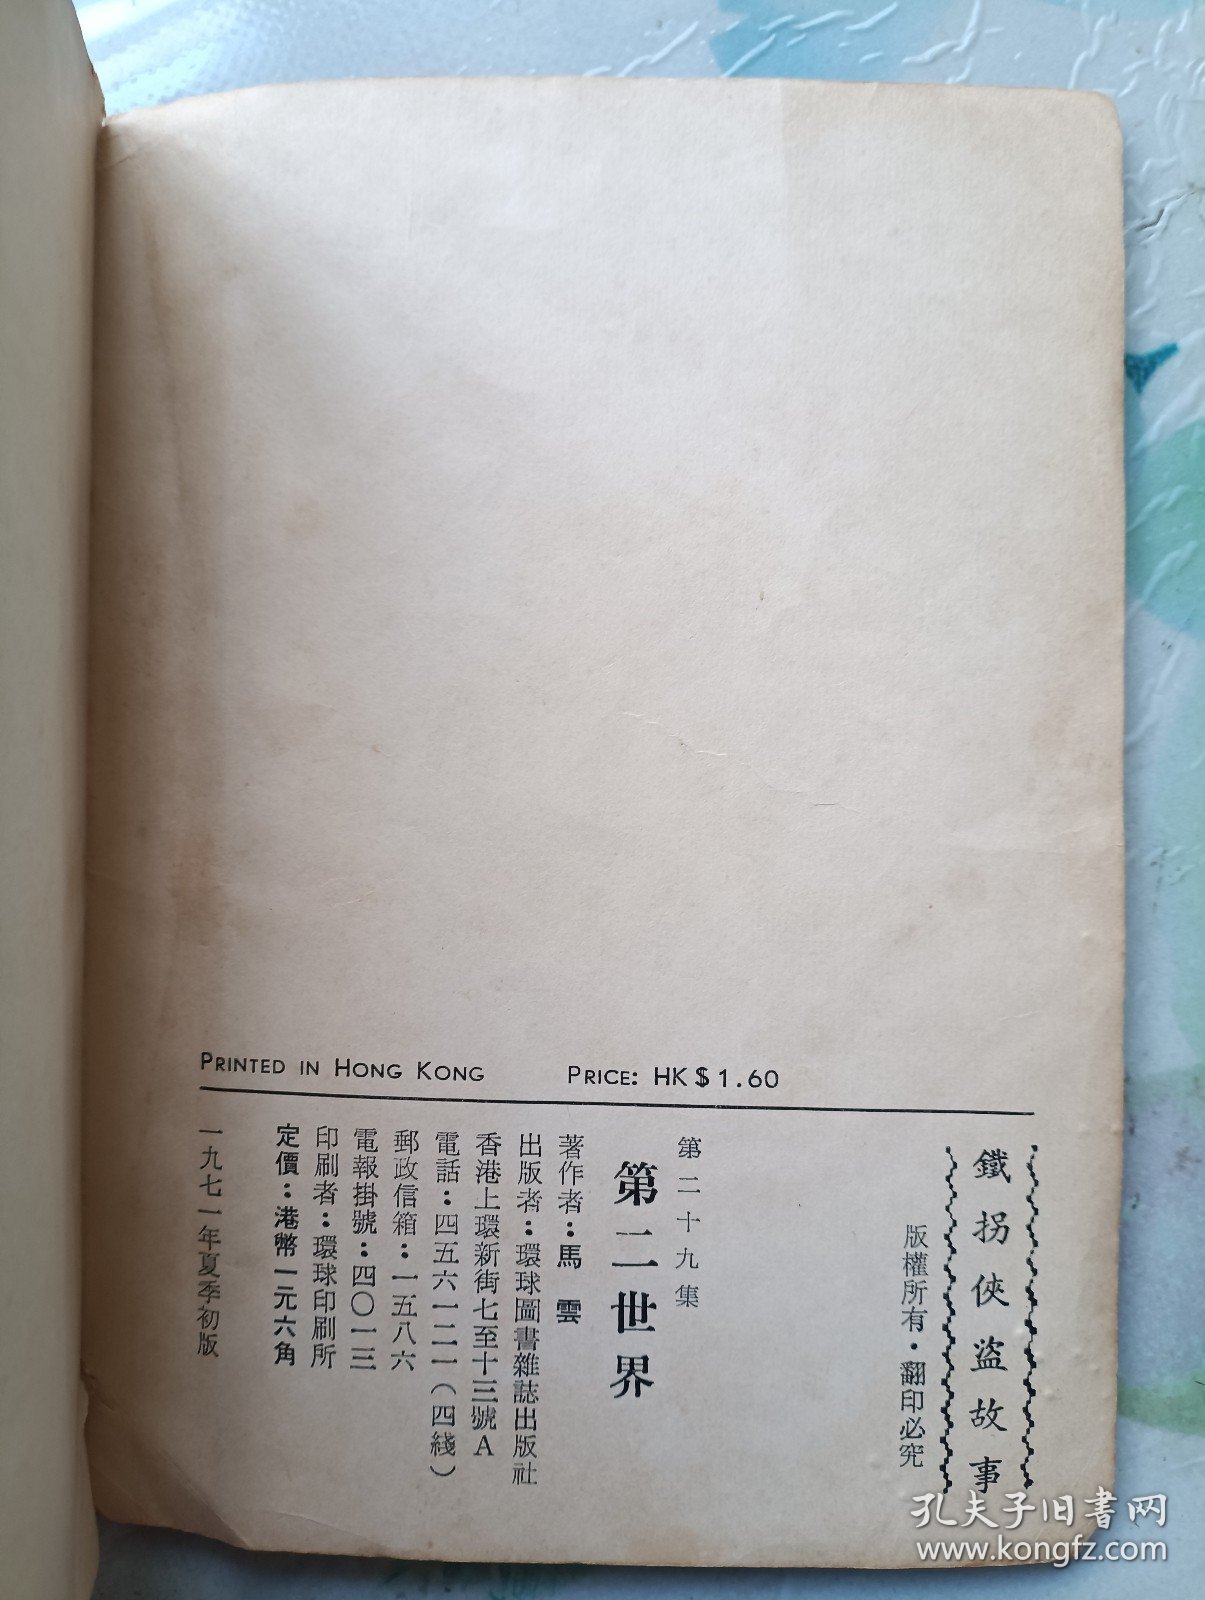 PRINTED IN HONG KONG
PRICE: HK$1.60
鐵拐俠盜故事
版權所有·翻印必究
第二十九集
第二世界
著作者：馬雲
出版者：環球圖書雜誌出版社
香港上環新街七至十三號A
電話：四五六一二一（四綫）
郵政信箱：一五八六
電報掛號：四〇一三
印刷者：環球印刷所
定價：港幣一元六角
一九七一年夏季初版
孔夫子旧书网
www.kongfz.com